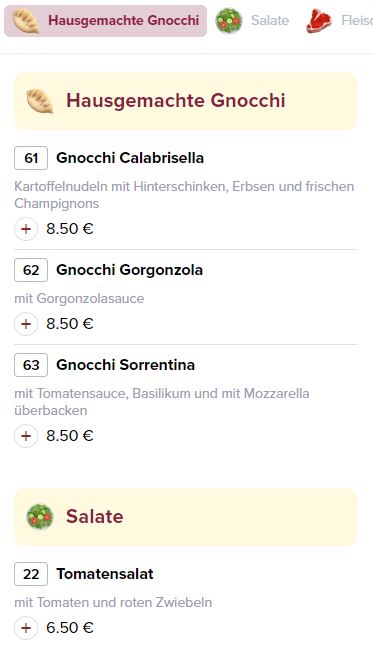 Hausgemachte Gnocchi Salate
Hausgemachte Gnocchi
61 Gnocchi Calabrisella
Kartoffelnudeln mit Hinterschinken, Erbsen und frischen
Champignons
+ 8.50 €
62 Gnocchi Gorgonzola
mit Gorgonzolasauce
+ 8.50 €
63 Gnocchi Sorrentina
mit Tomatensauce, Basilikum und mit Mozzarella
überbacken
+ 8.50 €
Salate
22 Tomatensalat
mit Tomaten und roten Zwiebeln
+ 6.50 €